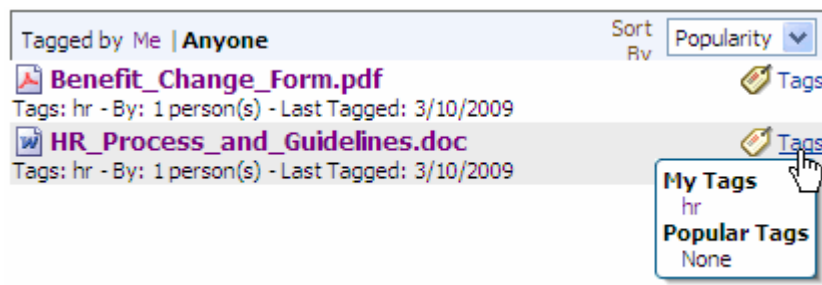 Tagged by Me | Anyone
Sort By
Popularity
Benefit_Change_Form.pdf
Tags
Tags: hr - By: 1 person(s) - Last Tagged: 3/10/2009
HR_Process_and_Guidelines.doc
Tags
Tags: hr - By: 1 person(s) - Last Tagged: 3/10/2009
My Tags
hr
Popular Tags
None